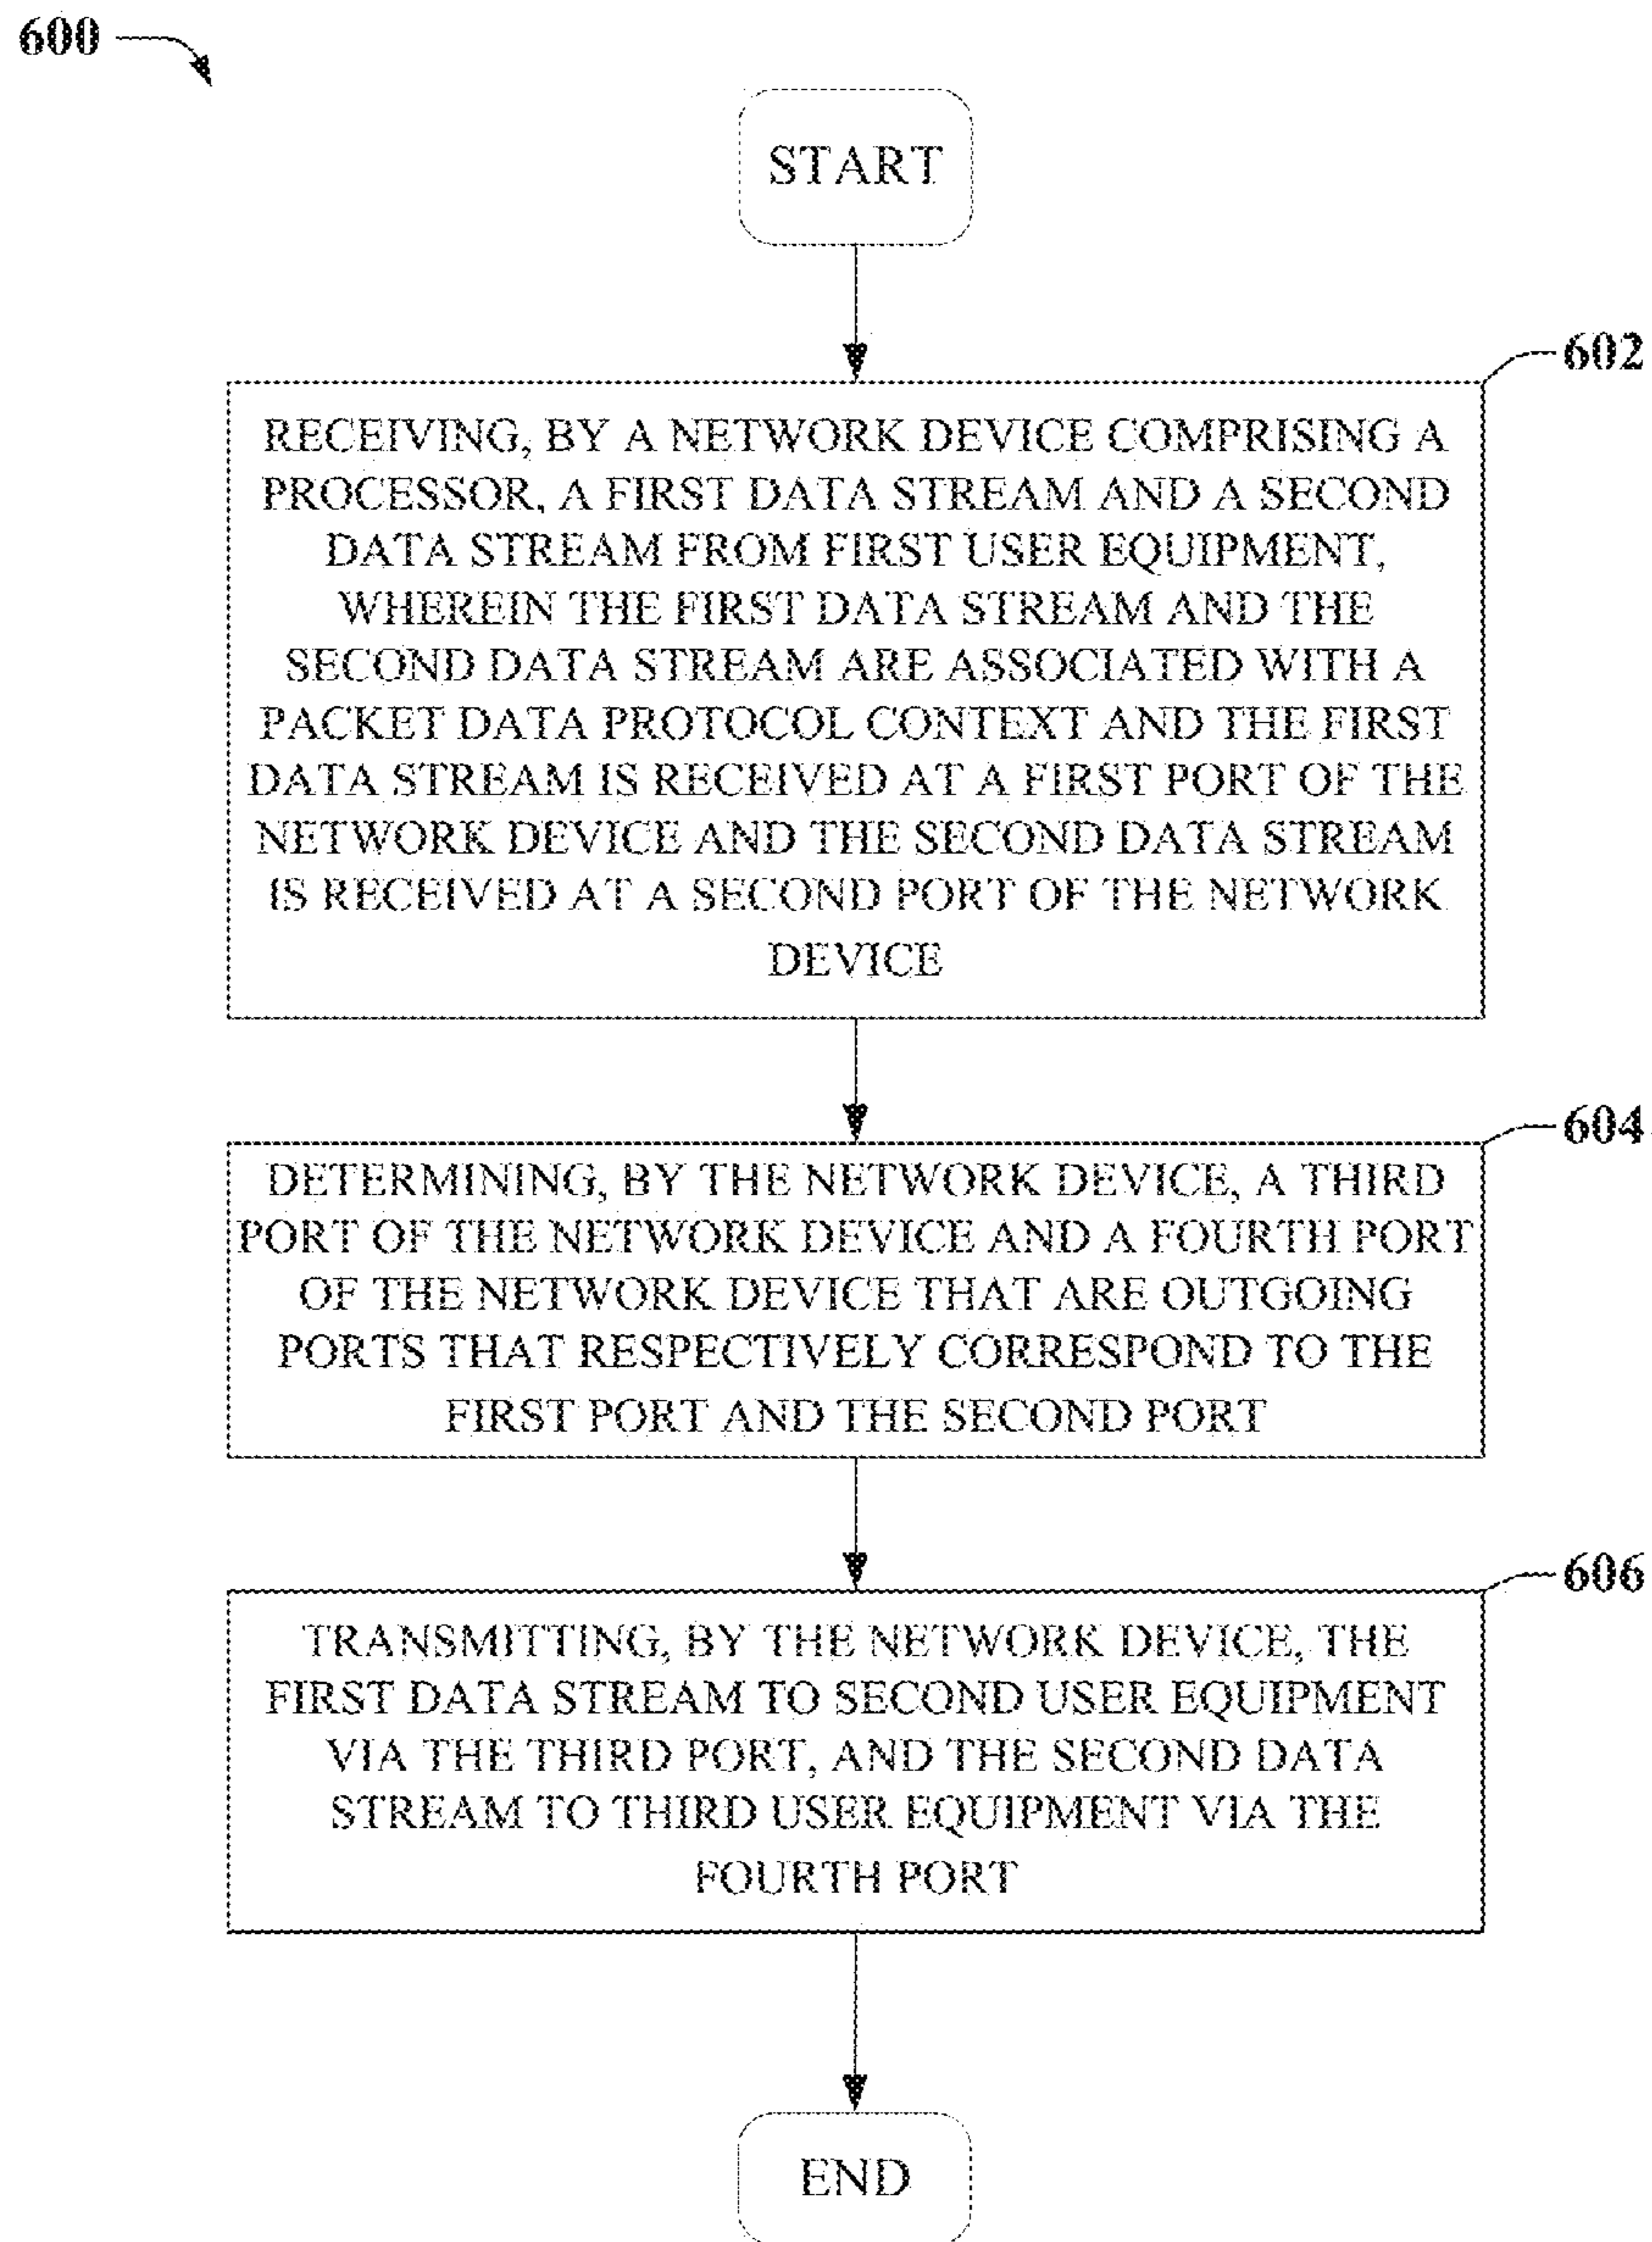 600
START
602
RECEIVING, BY A NETWORK DEVICE COMPRISING A
PROCESSOR, A FIRST DATA STREAM AND A SECOND
DATA STREAM FROM FIRST USER EQUIPMENT,
WHEREIN THE FIRST DATA STREAM AND THE
SECOND DATA STREAM ARE ASSOCIATED WITH A
PACKET DATA PROTOCOL CONTEXT AND THE FIRST
DATA STREAM IS RECEIVED AT A FIRST PORT OF THE
NETWORK DEVICE AND THE SECOND DATA STREAM
IS RECEIVED AT A SECOND PORT OF THE NETWORK
DEVICE
604
DETERMINING, BY THE NETWORK DEVICE, A THIRD
PORT OF THE NETWORK DEVICE AND A FOURTH PORT
OF THE NETWORK DEVICE THAT ARE OUTGOING
PORTS THAT RESPECTIVELY CORRESPOND TO THE
FIRST PORT AND THE SECOND PORT
606
TRANSMITTING, BY THE NETWORK DEVICE, THE
FIRST DATA STREAM TO SECOND USER EQUIPMENT
VIA THE THIRD PORT, AND THE SECOND DATA
STREAM TO THIRD USER EQUIPMENT VIA THE
FOURTH PORT
END